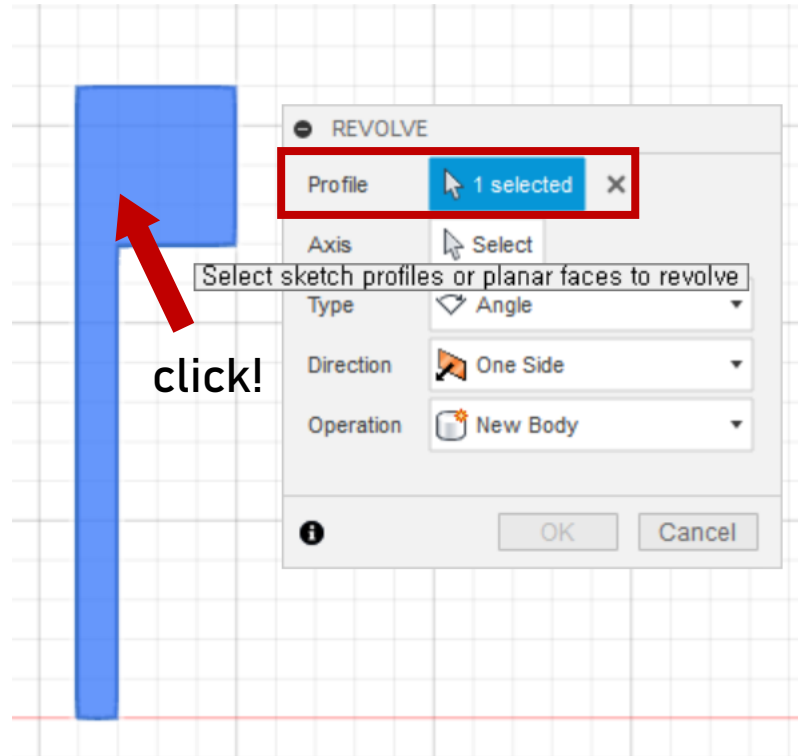 REVOLVE
Profile 1 selected
Axis Select
Select sketch profiles or planar faces to revolve
Type Angle
click!
Direction One Side
Operation New Body
OK Cancel